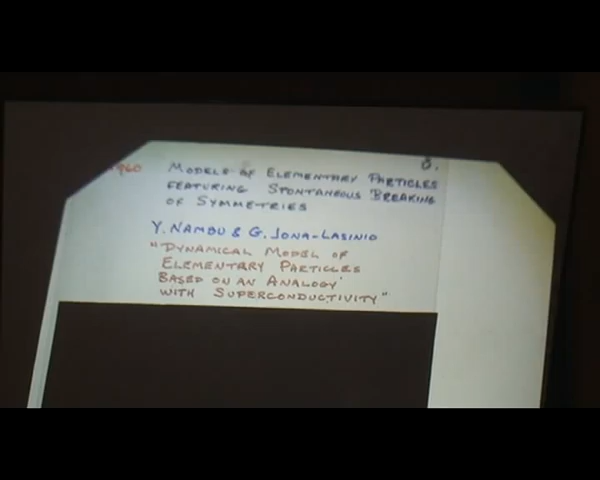 1960 MODELS OF ELEMENTARY PARTICLES
FEATURING SPONTANEOUS BREAKING
OF SYMMETRIES
Y. NAMBU & G. JONA-LASINIO
"DYNAMICAL MODEL OF
ELEMENTARY PARTICLES
BASED ON AN ANALOGY
WITH SUPERCONDUCTIVITY"